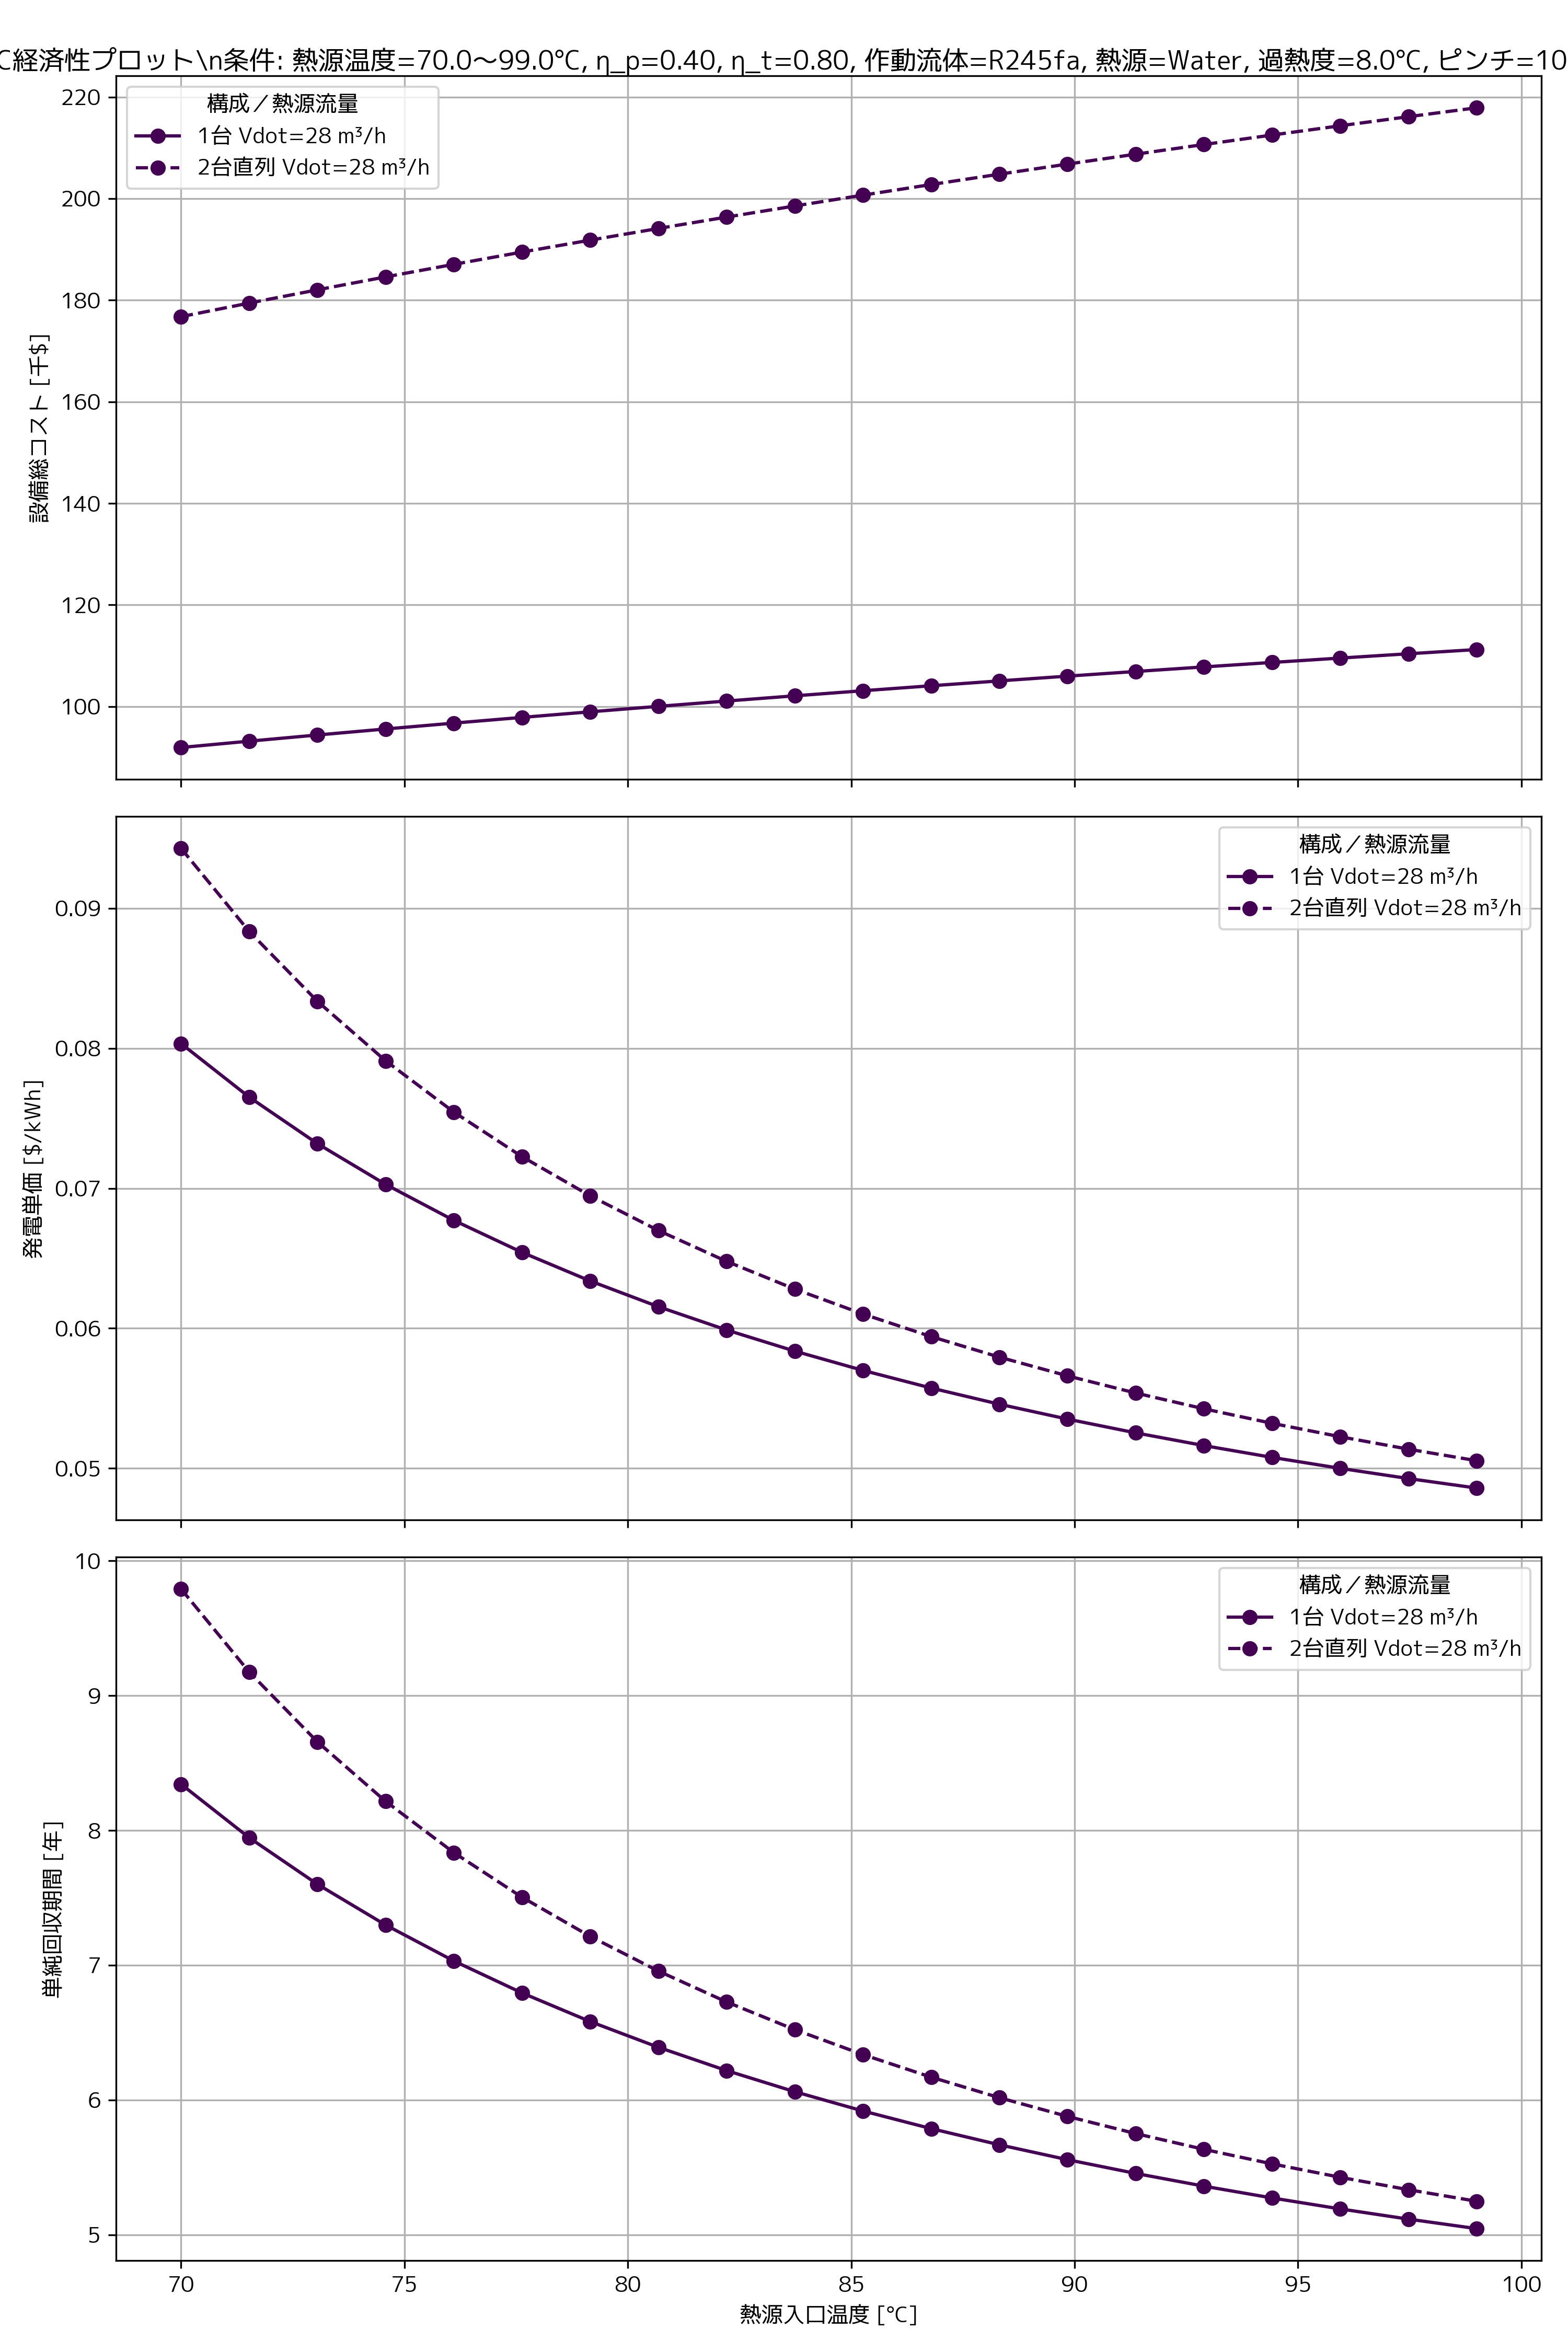 C経済性プロット\n条件: 熱源温度=70.0～99.0℃, η_p=0.40, η_t=0.80, 作動流体=R245fa, 熱源=Water, 過熱度=8.0℃, ピンチ=10
220
200
180
160
140
120
100
設備総コスト [千$]
構成／熱源流量
1台 Vdot=28 m³/h
2台直列 Vdot=28 m³/h
0.09
0.08
0.07
0.06
0.05
発電単価 [$/kWh]
構成／熱源流量
1台 Vdot=28 m³/h
2台直列 Vdot=28 m³/h
10
9
8
7
6
5
単純回収期間 [年]
構成／熱源流量
1台 Vdot=28 m³/h
2台直列 Vdot=28 m³/h
70 75 80 85 90 95 100
熱源入口温度 [℃]